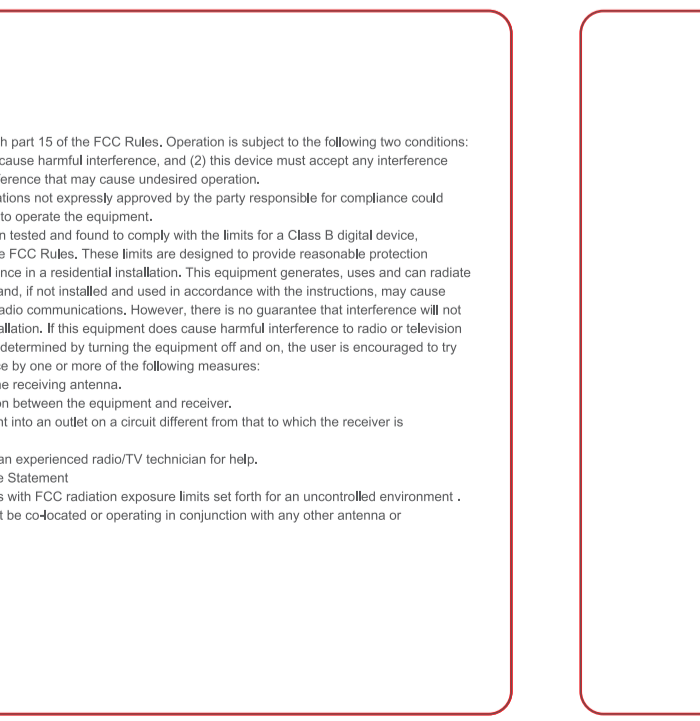 h part 15 of the FCC Rules. Operation is subject to the following two conditions:
cause harmful interference, and (2) this device must accept any interference
erence that may cause undesired operation.
ations not expressly approved by the party responsible for compliance could
to operate the equipment.
n tested and found to comply with the limits for a Class B digital device,
e FCC Rules. These limits are designed to provide reasonable protection
nce in a residential installation. This equipment generates, uses and can radiate
and, if not installed and used in accordance with the instructions, may cause
adio communications. However, there is no guarantee that interference will not
allation. If this equipment does cause harmful interference to radio or television
determined by turning the equipment off and on, the user is encouraged to try
e by one or more of the following measures:
e receiving antenna.
on between the equipment and receiver.
nt into an outlet on a circuit different from that to which the receiver is
an experienced radio/TV technician for help.
e Statement
s with FCC radiation exposure limits set forth for an uncontrolled environment .
t be co-located or operating in conjunction with any other antenna or